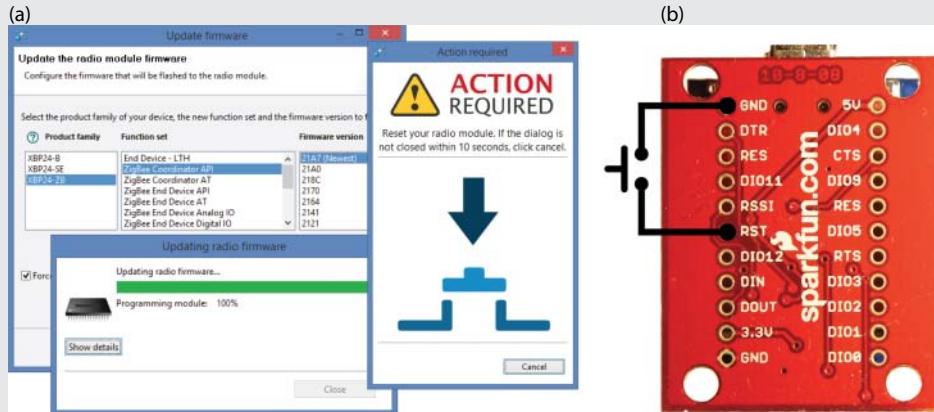 (a)
Update firmware
Update the radio module firmware
Configure the firmware that will be flashed to the radio module.
Select the product family of your device, the new function set and the firmware version to f
Product family
Function set
Firmware version
XBP24-B
XBP24-SE
XBP24-ZB
End Device - LTH
ZigBee Coordinator API
ZigBee Coordinator AT
ZigBee End Device API
ZigBee End Device AT
ZigBee End Device Analog IO
ZigBee End Device Digital IO
21A7 (Newest)
21A0
218C
2170
2164
2141
2121
Forc
Updating radio firmware
Updating radio firmware...
Programming module: 100%
Show details
Close
Action required
ACTION
REQUIRED
Reset your radio module. If the dialog is
not closed within 10 seconds, click cancel.
Cancel
(b)
10-8-08
GND
DTR
RES
DIO11
RSSI
RST
DIO12
DIN
DOUT
3.3V
GND
sparkfun.com
5V
DIO4
CTS
DIO9
RES
DIO5
RTS
DIO3
DIO2
DIO1
DIO0